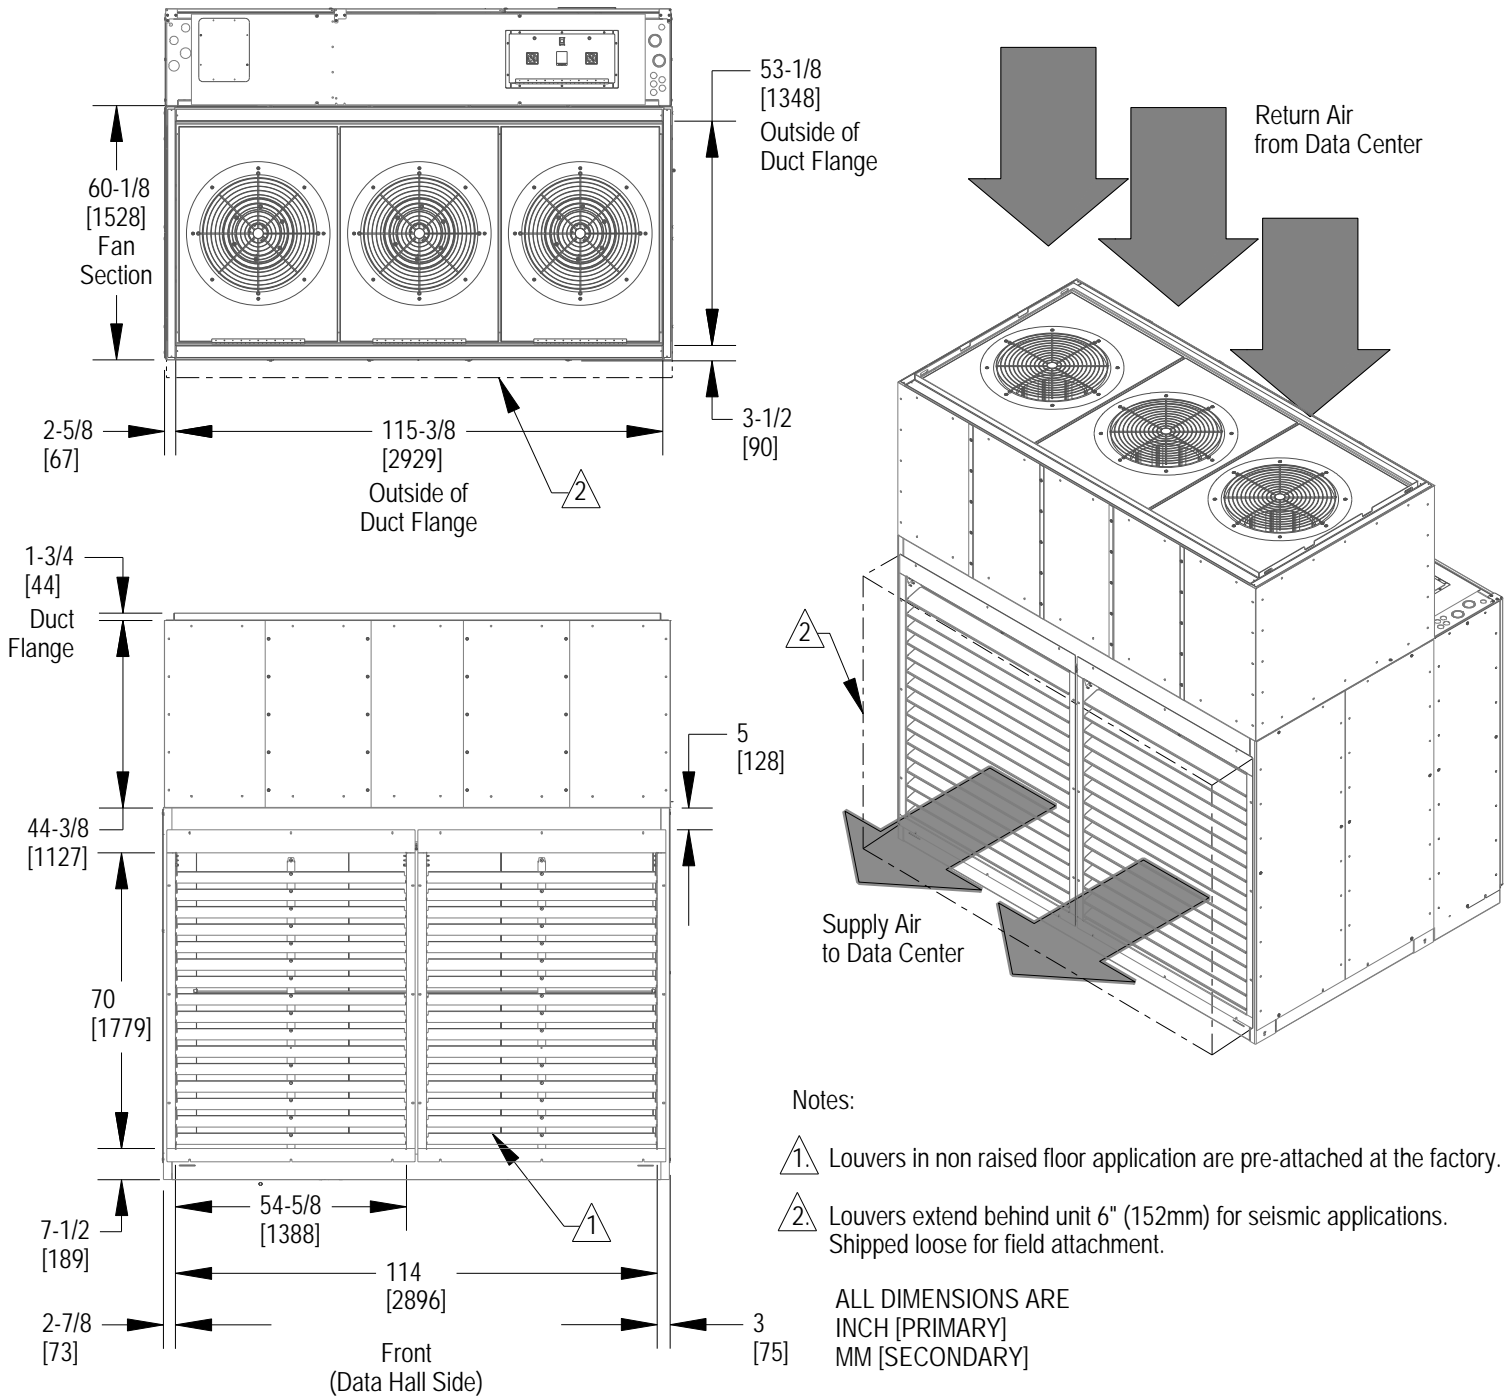 53-1/8
[1348]
Outside of
Duct Flange
60-1/8
[1528]
Fan
Section
2-5/8
[67]
115-3/8
[2929]
Outside of
Duct Flange
2
3-1/2
[90]
Return Air
from Data Center
1-3/4
[44]
Duct
Flange
5
[128]
44-3/8
[1127]
70
[1779]
7-1/2
[189]
54-5/8
[1388]
1
114
[2896]
2-7/8
[73]
3
[75]
Front
(Data Hall Side)
2
Supply Air
to Data Center
Notes:
1. Louvers in non raised floor application are pre-attached at the factory.
2. Louvers extend behind unit 6" (152mm) for seismic applications.
Shipped loose for field attachment.
ALL DIMENSIONS ARE
INCH [PRIMARY]
MM [SECONDARY]